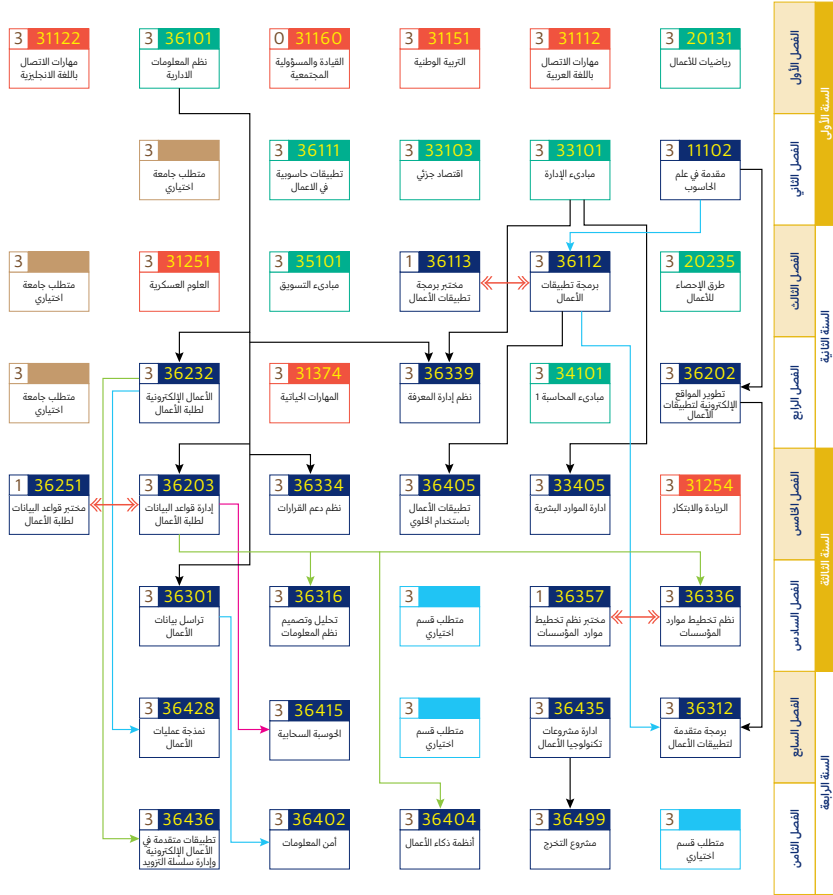 السنة الأولى
الفصل الأول
20131 3
رياضيات للأعمال
31112 3
مهارات الاتصال
باللغة العربية
31151 3
التربية الوطنية
31160 0
القيادة والمسؤولية
المجتمعية
36101 3
نظم المعلومات
الادارية
31122 3
مهارات الاتصال
باللغة الانجليزية
الفصل الثاني
11102 3
مقدمة في علم
الحاسوب
33101 3
مبادىء الإدارة
33103 3
اقتصاد جزئي
36111 3
تطبيقات حاسوبية
في الاعمال
3
متطلب جامعة
اختياري
السنة الثانية
الفصل الثالث
20235 3
طرق الإحصاء
للأعمال
36112 3
برمجة تطبيقات
الأعمال
36113 1
مختبر برمجة
تطبيقات الأعمال
35101 3
مبادىء التسويق
31251 3
العلوم العسكرية
3
متطلب جامعة
اختياري
الفصل الرابع
36202 3
تطوير المواقع
الإلكترونية لتطبيقات
الأعمال
34101 3
مبادىء المحاسبة 1
36339 3
نظم إدارة المعرفة
31374 3
المهارات الحياتية
36232 3
الأعمال الإلكترونية
لطلبة الأعمال
3
متطلب جامعة
اختياري
السنة الثالثة
الفصل الخامس
31254 3
الريادة والابتكار
33405 3
ادارة الموارد البشرية
36405 3
تطبيقات الأعمال
باستخدام الخلوي
36334 3
نظم دعم القرارات
36203 3
إدارة قواعد البيانات
لطلبة الأعمال
36251 1
مختبر قواعد البيانات
لطلبة الأعمال
الفصل السادس
36336 3
نظم تخطيط موارد
المؤسسات
36357 1
مختبر نظم تخطيط
موارد المؤسسات
3
متطلب قسم
اختياري
36316 3
تحليل وتصميم
نظم المعلومات
36301 3
تراسل بيانات
الأعمال
السنة الرابعة
الفصل السابع
36312 3
برمجة متقدمة
لتطبيقات الأعمال
36435 3
ادارة مشروعات
تكنولوجيا الأعمال
3
متطلب قسم
اختياري
36415 3
الحوسبة السحابية
36428 3
نمذجة عمليات
الأعمال
الفصل الثامن
3
متطلب قسم
اختياري
36499 3
مشروع التخرج
36404 3
أنظمة ذكاء الأعمال
36402 3
أمن المعلومات
36436 3
تطبيقات متقدمة في
الأعمال الإلكترونية
وإدارة سلسلة التزويد